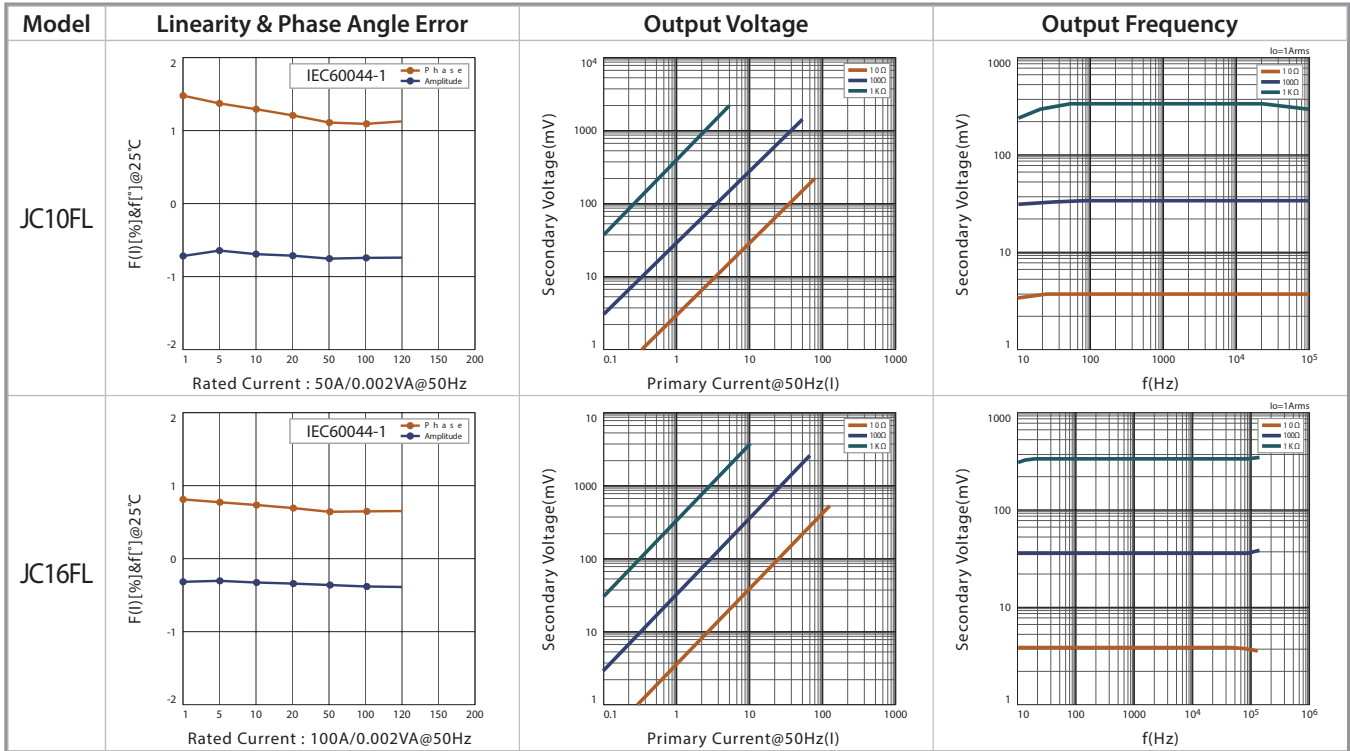 Model Linearity & Phase Angle Error Output Voltage Output Frequency
JC10FL
2
1
0
-1
-2
F(I)[%]&f[°]@25℃
IEC60044-1
Phase
Amplitude
1 5 10 20 50 100 120 150 200
Rated Current : 50A/0.002VA@50Hz
10⁴
1000
100
10
1
Secondary Voltage(mV)
10Ω
100Ω
1KΩ
0.1 1 10 100 1000
Primary Current@50Hz(I)
Io=1Arms
1000
100
10
1
Secondary Voltage(mV)
10Ω
100Ω
1KΩ
10 100 1000 10⁴ 10⁵
f(Hz)
JC16FL
2
1
0
-1
-2
F(I)[%]&f[°]@25℃
IEC60044-1
Phase
Amplitude
1 5 10 20 50 100 120 150 200
Rated Current : 100A/0.002VA@50Hz
10
1000
100
10
1
Secondary Voltage(mV)
10Ω
100Ω
1KΩ
0.1 1 10 100 1000
Primary Current@50Hz(I)
Io=1Arms
1000
100
10
1
Secondary Voltage(mV)
10Ω
100Ω
1KΩ
10 100 1000 10⁴ 10⁵ 10⁶
f(Hz)